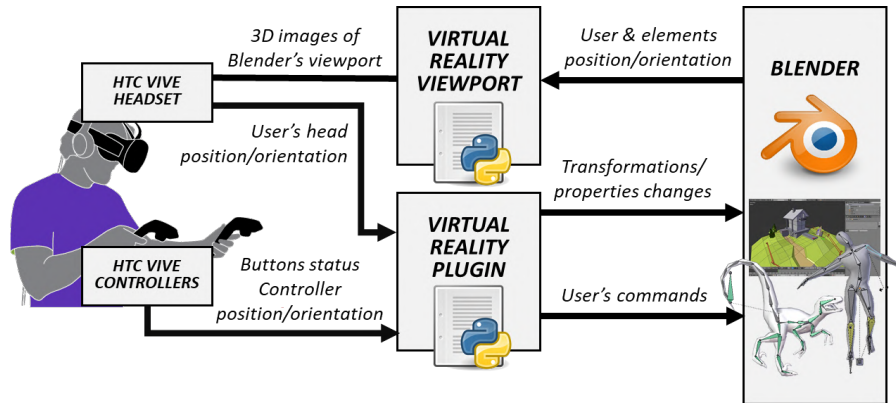 3D images of
Blender's viewport
VIRTUAL
REALITY
VIEWPORT
User & elements
position/orientation
BLENDER
HTC VIVE
HEADSET
User's head
position/orientation
Transformations/
properties changes
VIRTUAL
REALITY
PLUGIN
HTC VIVE
CONTROLLERS
Buttons status
Controller
position/orientation
User's commands